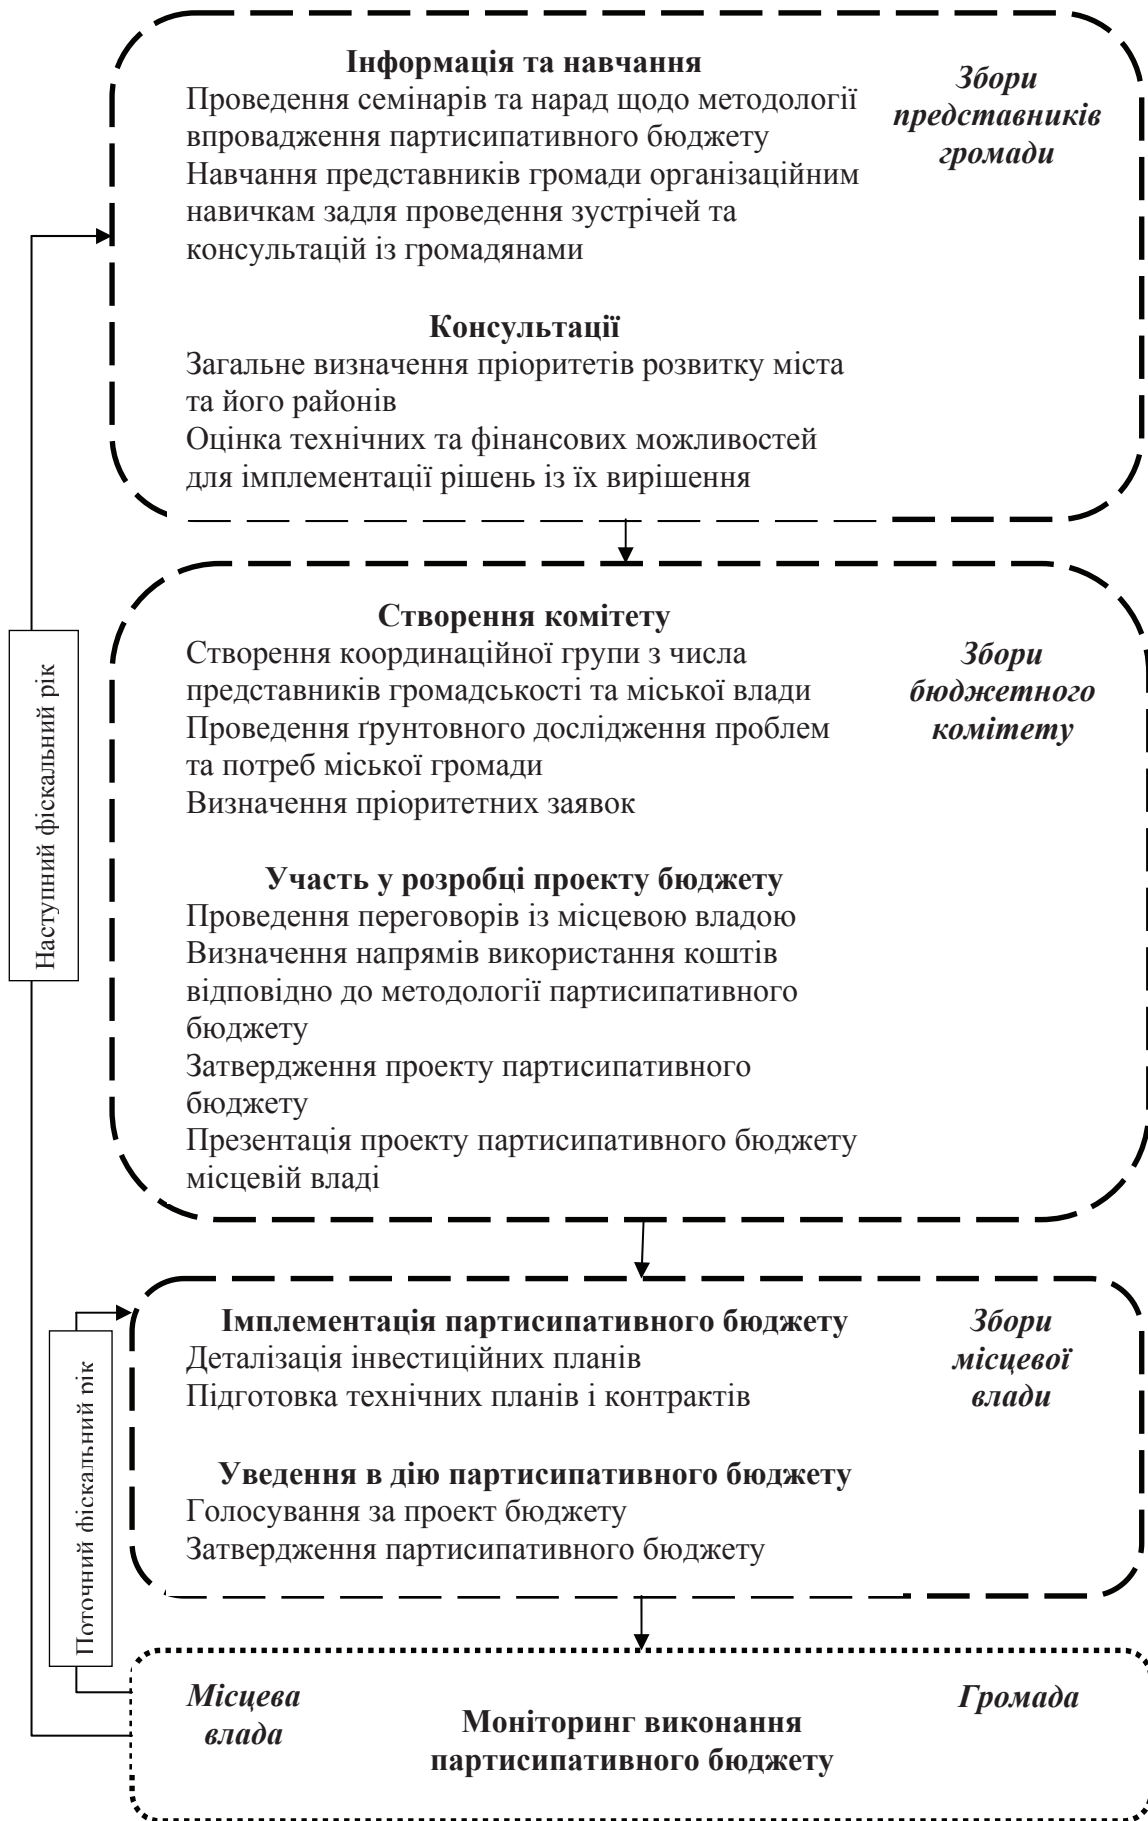 Інформація та навчання
Проведення семінарів та нарад щодо методології
впровадження партисипативного бюджету
Навчання представників громади організаційним
навичкам задля проведення зустрічей та
консультацій із громадянами
Збори
представників
громади
Консультації
Загальне визначення пріоритетів розвитку міста
та його районів
Оцінка технічних та фінансових можливостей
для імплементації рішень із їх вирішення
Створення комітету
Створення координаційної групи з числа
представників громадськості та міської влади
Проведення ґрунтовного дослідження проблем
та потреб міської громади
Визначення пріоритетних заявок
Збори
бюджетного
комітету
Участь у розробці проекту бюджету
Проведення переговорів із місцевою владою
Визначення напрямів використання коштів
відповідно до методології партисипативного
бюджету
Затвердження проекту партисипативного
бюджету
Презентація проекту партисипативного бюджету
місцевій владі
Наступний фіскальний рік
Імплементація партисипативного бюджету
Деталізація інвестиційних планів
Підготовка технічних планів і контрактів
Збори
місцевої
влади
Уведення в дію партисипативного бюджету
Голосування за проект бюджету
Затвердження партисипативного бюджету
Поточний фіскальний рік
Місцева
влада
Моніторинг виконання
партисипативного бюджету
Громада